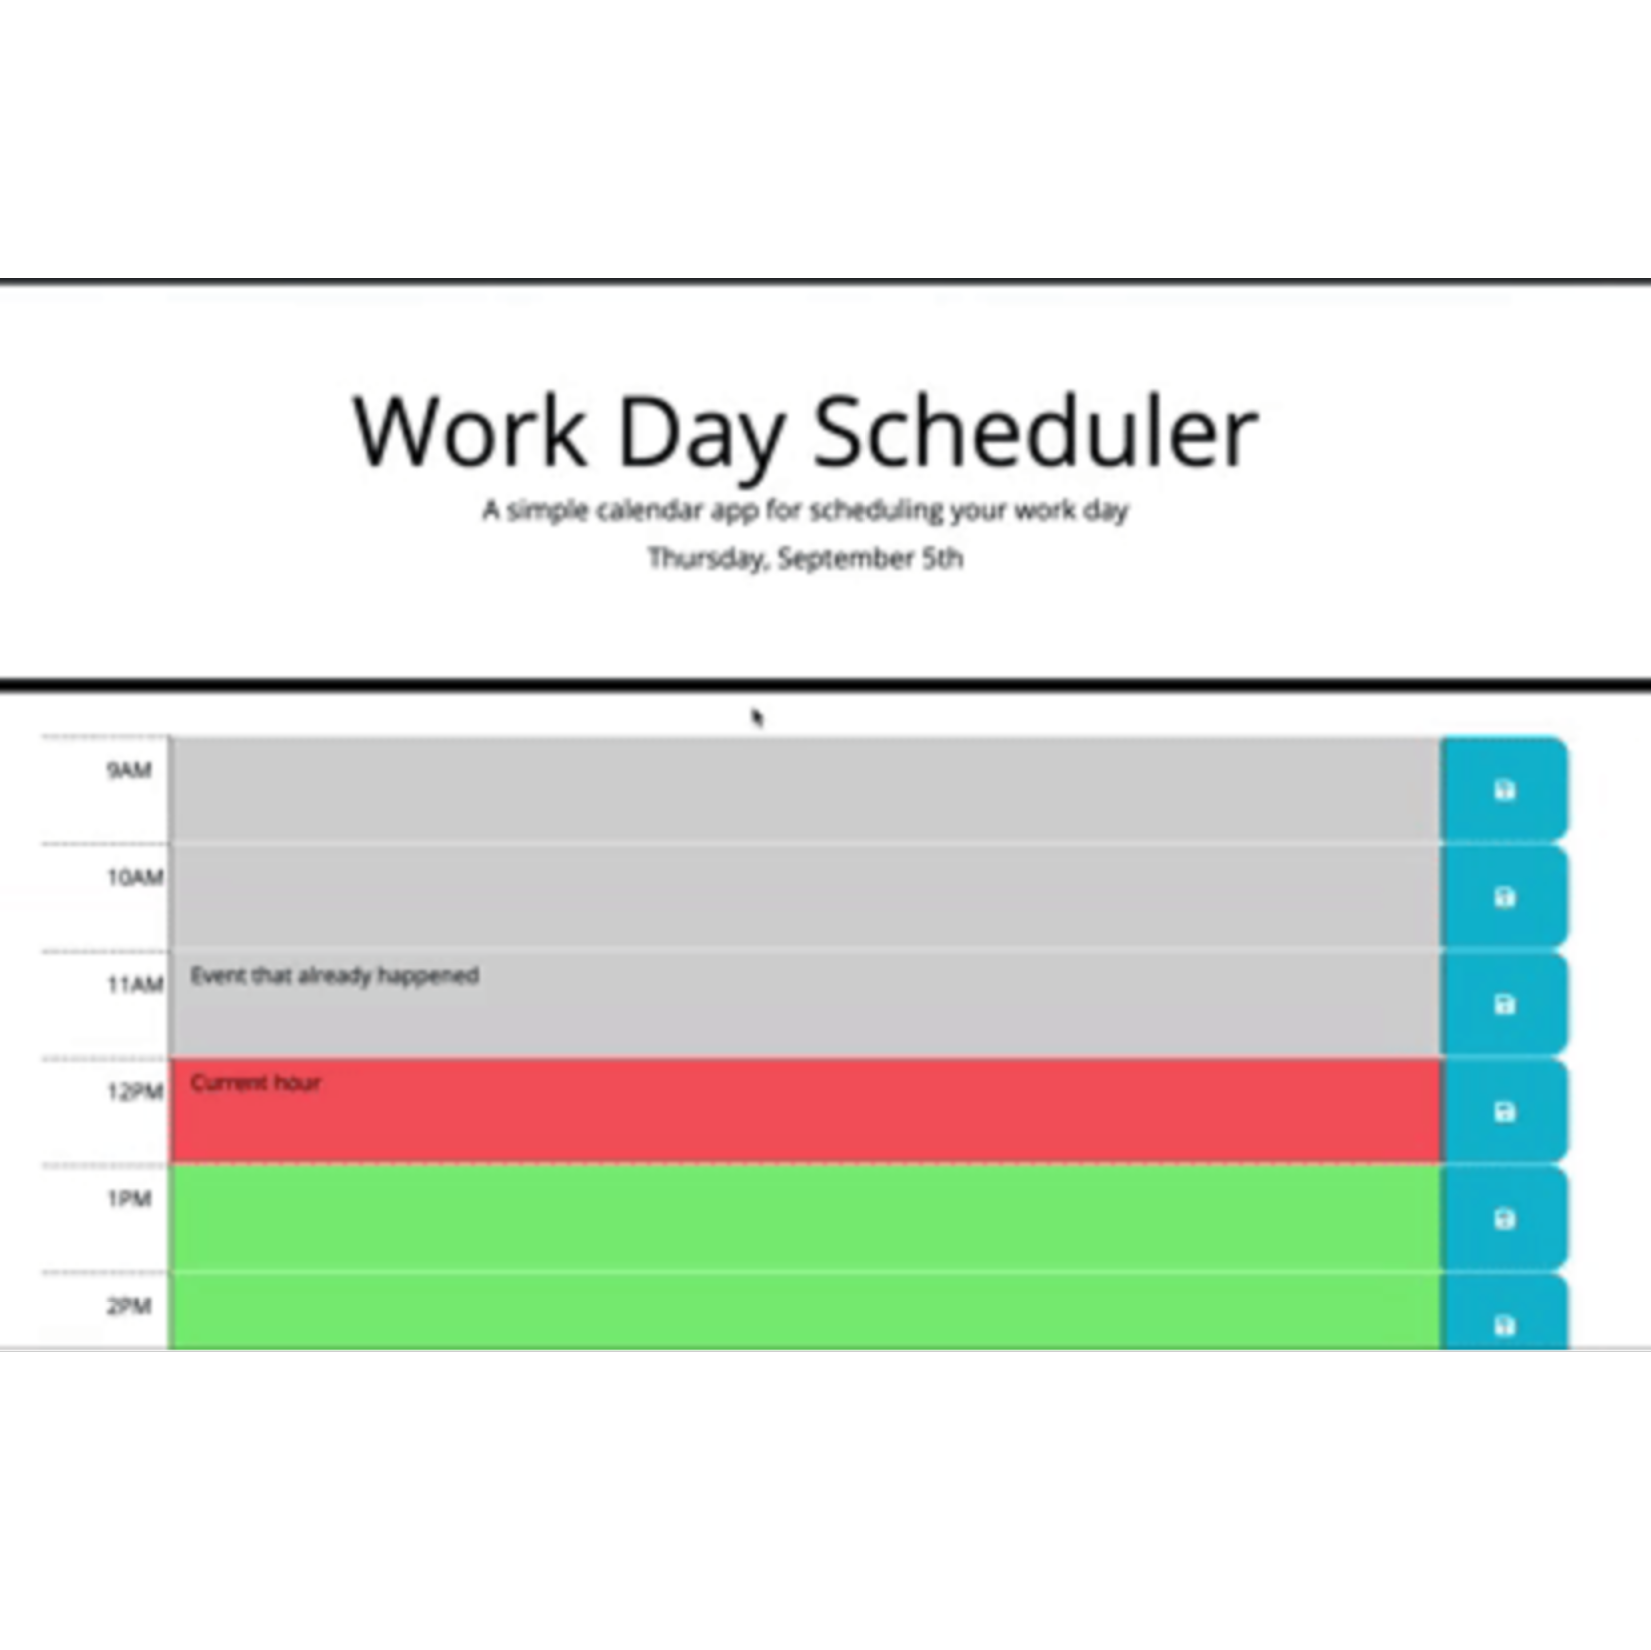 Work Day Scheduler
A simple calendar app for scheduling your work day
Thursday, September 5th
9AM
10AM
11AM Event that already happened
12PM Current hour
1PM
2PM